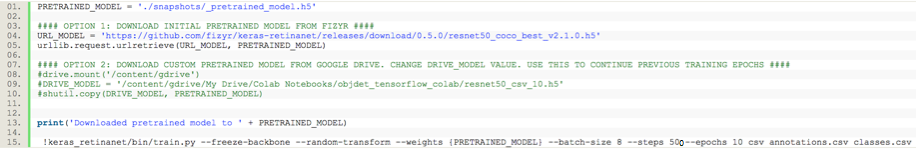 01. PRETRAINED_MODEL = './snapshots/_pretrained_model.h5'
02.
03. #### OPTION 1: DOWNLOAD INITIAL PRETRAINED MODEL FROM FIZYR ####
04. URL_MODEL = 'https://github.com/fizyr/keras-retinanet/releases/download/0.5.0/resnet50_coco_best_v2.1.0.h5'
05. urllib.request.urlretrieve(URL_MODEL, PRETRAINED_MODEL)
06.
07. #### OPTION 2: DOWNLOAD CUSTOM PRETRAINED MODEL FROM GOOGLE DRIVE. CHANGE DRIVE_MODEL VALUE. USE THIS TO CONTINUE PREVIOUS TRAINING EPOCHS ####
08. #drive.mount('/content/gdrive')
09. #DRIVE_MODEL = '/content/gdrive/My Drive/Colab Notebooks/objdet_tensorflow_colab/resnet50_csv_10.h5'
10. #shutil.copy(DRIVE_MODEL, PRETRAINED_MODEL)
11.
12.
13. print('Downloaded pretrained model to ' + PRETRAINED_MODEL)
14.
15. !keras_retinanet/bin/train.py --freeze-backbone --random-transform --weights {PRETRAINED_MODEL} --batch-size 8 --steps 500 --epochs 10 csv annotations.csv classes.csv